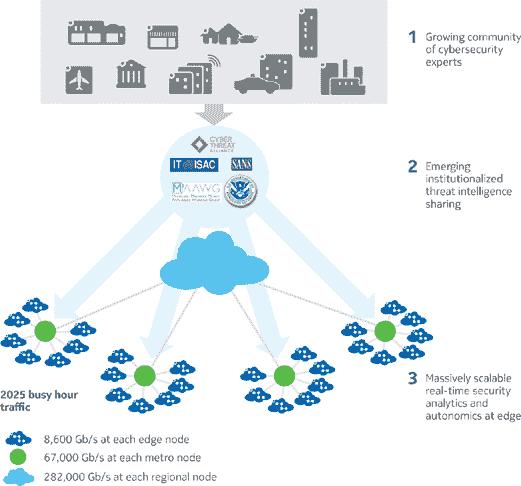 1 Growing community
of cybersecurity
experts
CYBER
THREAT
ALLIANCE
IT ISAC
SANS
MAAWG
2 Emerging
institutionalized
threat intelligence
sharing
3 Massively scalable
real-time security
analytics and
autonomics at edge
2025 busy hour
traffic
8,600 Gb/s at each edge node
67,000 Gb/s at each metro node
282,000 Gb/s at each regional node